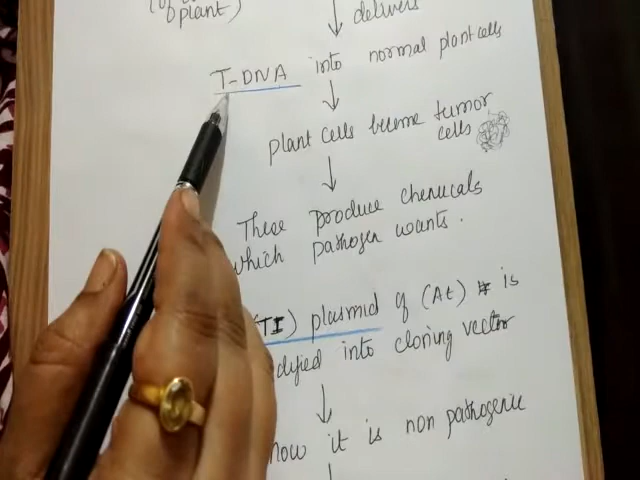 (of
plant)
delivers
T-DNA into normal plant cells
plant cells become tumor
cells
These produce chemicals
which pathogen wants.
(TI) plasmid of (At) is
dified into cloning vector
now it is non pathogenic